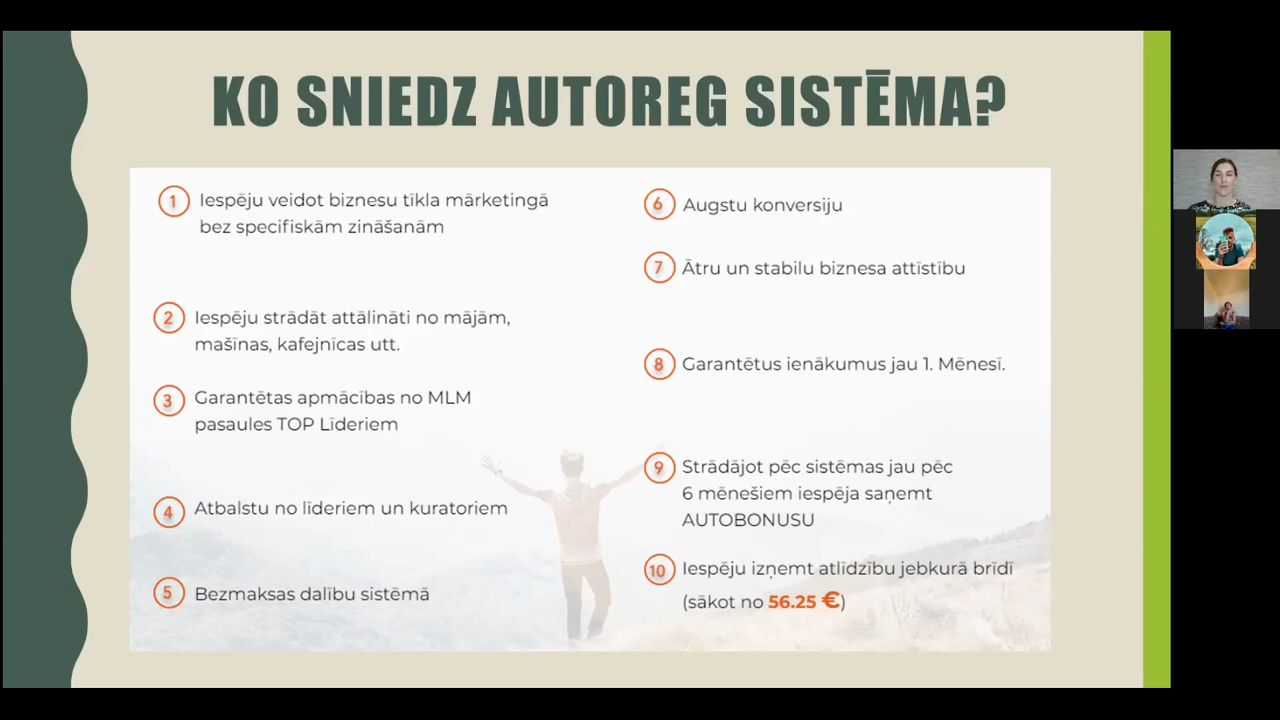 KO SNIEDZ AUTOREG SISTĒMA?
1 Iespēju veidot biznesu tīkla mārketingā
bez specifiskām zināšanām
2 Iespēju strādāt attālināti no mājām,
mašīnas, kafejnīcas utt.
3 Garantētas apmācības no MLM
pasaules TOP Līderiem
4 Atbalstu no līderiem un kuratoriem
5 Bezmaksas dalību sistēmā
6 Augstu konversiju
7 Ātru un stabilu biznesa attīstību
8 Garantētus ienākumus jau 1. Mēnesī.
9 Strādājot pēc sistēmas jau pēc
6 mēnešiem iespēja saņemt
AUTOBONUSU
10 Iespēju izņemt atlīdzību jebkurā brīdī
(sākot no 56.25 €)